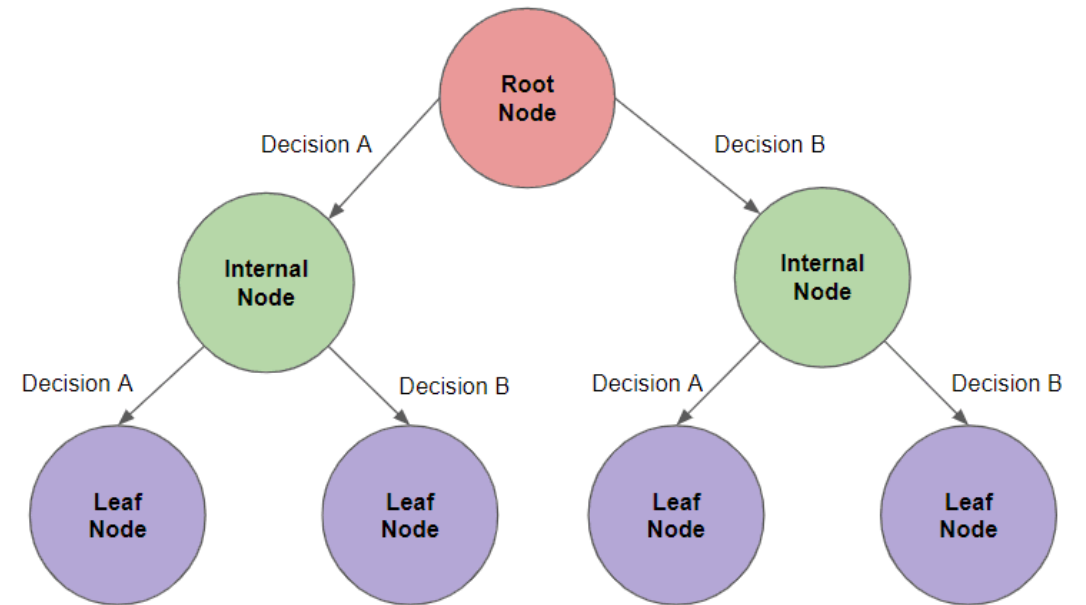 Root
Node
Decision A
Decision B
Internal
Node
Internal
Node
Decision A
Decision B
Decision A
Decision B
Leaf
Node
Leaf
Node
Leaf
Node
Leaf
Node